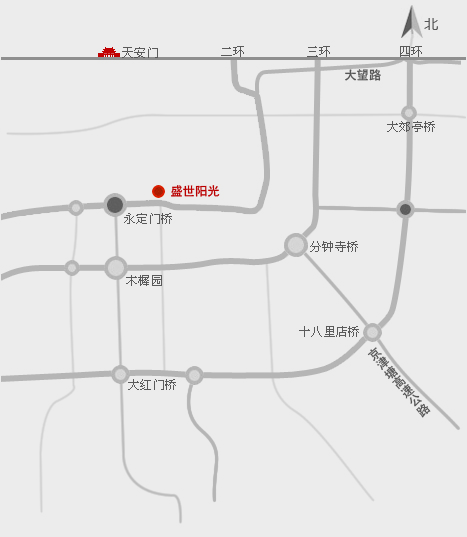 北
天安门
二环
三环
四环
大望路
大郊亭桥
盛世阳光
永定门桥
分钟寺桥
木樨园
十八里店桥
大红门桥
京津塘高速公路